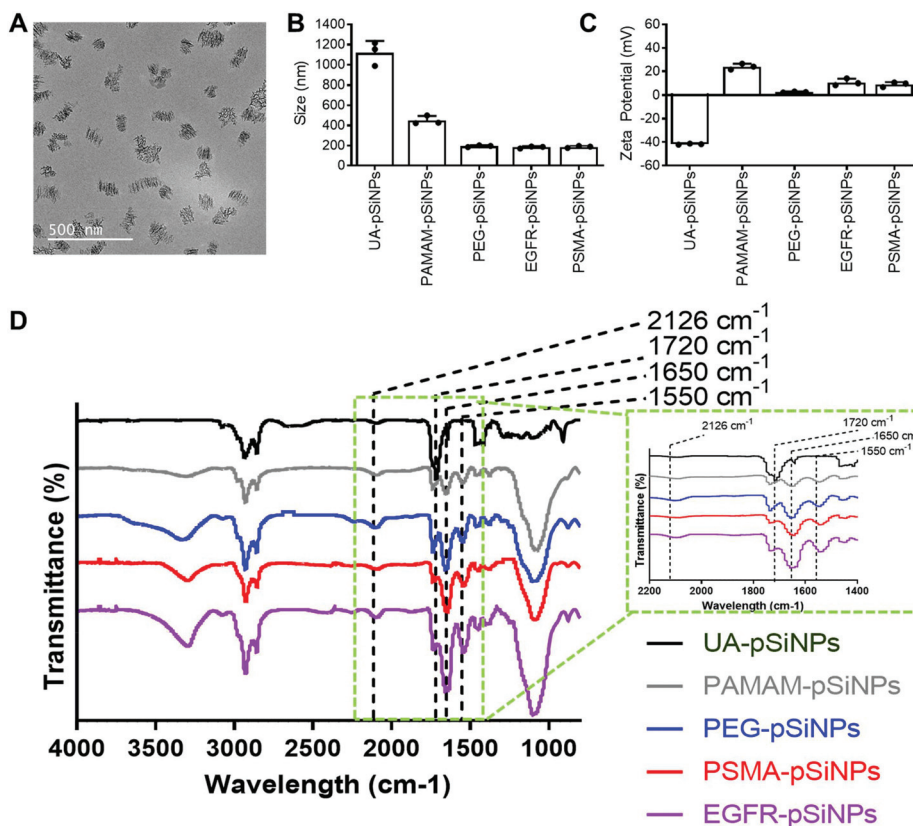 A
500 nm
B
Size (nm)
1400
1200
1000
800
600
400
200
0
UA-pSiNPs
PAMAM-pSiNPs
PEG-pSiNPs
EGFR-pSiNPs
PSMA-pSiNPs
C
Zeta Potential (mV)
60
40
20
0
-20
-40
-60
UA-pSiNPs
PAMAM-pSiNPs
PEG-pSiNPs
EGFR-pSiNPs
PSMA-pSiNPs
D
2126 cm-1
1720 cm-1
1650 cm-1
1550 cm-1
Transmittance (%)
4000 3500 3000 2500 2000 1500 1000
Wavelength (cm-1)
2126 cm-1
1720 cm-1
1650 cm-1
1550 cm-1
Transmittance (%)
2200 2000 1800 1600 1400
Wavelength (cm-1)
UA-pSiNPs
PAMAM-pSiNPs
PEG-pSiNPs
PSMA-pSiNPs
EGFR-pSiNPs